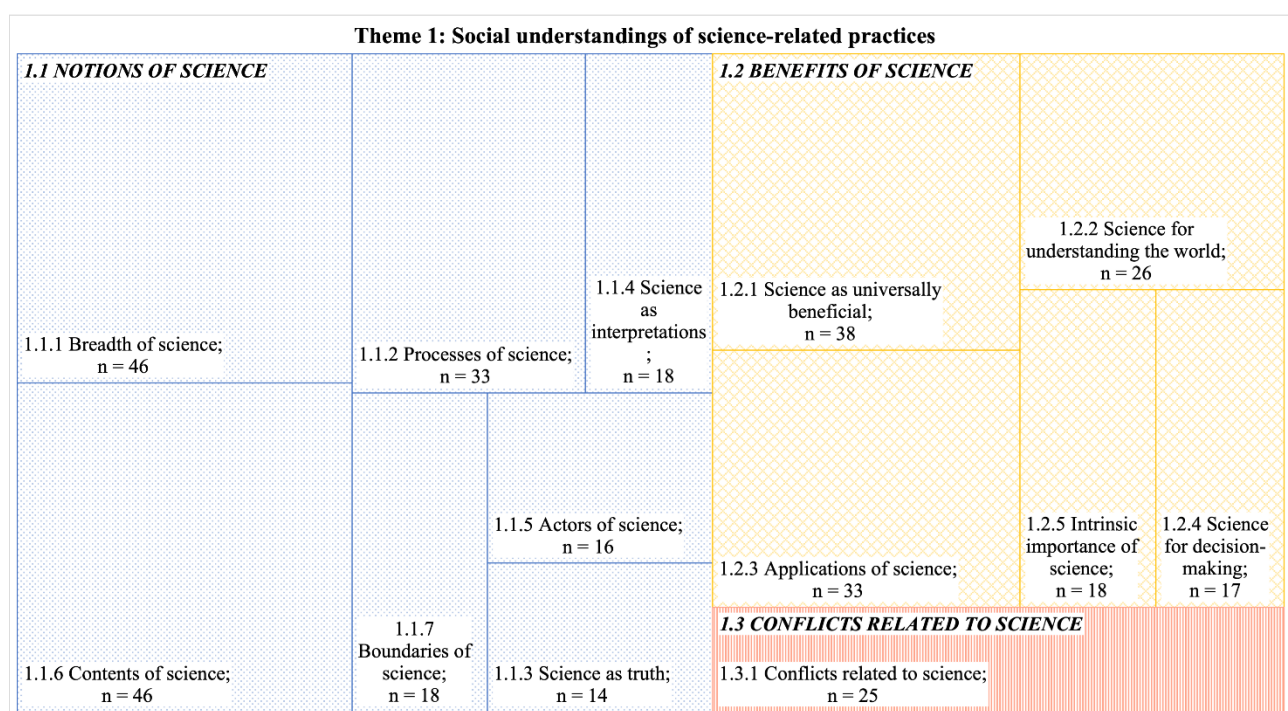 Theme 1: Social understandings of science-related practices
1.1 NOTIONS OF SCIENCE
1.1.1 Breadth of science;
n = 46
1.1.2 Processes of science;
n = 33
1.1.4 Science
as
interpretations
;
n = 18
1.1.6 Contents of science;
n = 46
1.1.7
Boundaries of
science;
n = 18
1.1.5 Actors of science;
n = 16
1.1.3 Science as truth;
n = 14
1.2 BENEFITS OF SCIENCE
1.2.1 Science as universally
beneficial;
n = 38
1.2.2 Science for
understanding the world;
n = 26
1.2.3 Applications of science;
n = 33
1.2.5 Intrinsic
importance of
science;
n = 18
1.2.4 Science
for decision-
making;
n = 17
1.3 CONFLICTS RELATED TO SCIENCE
1.3.1 Conflicts related to science;
n = 25